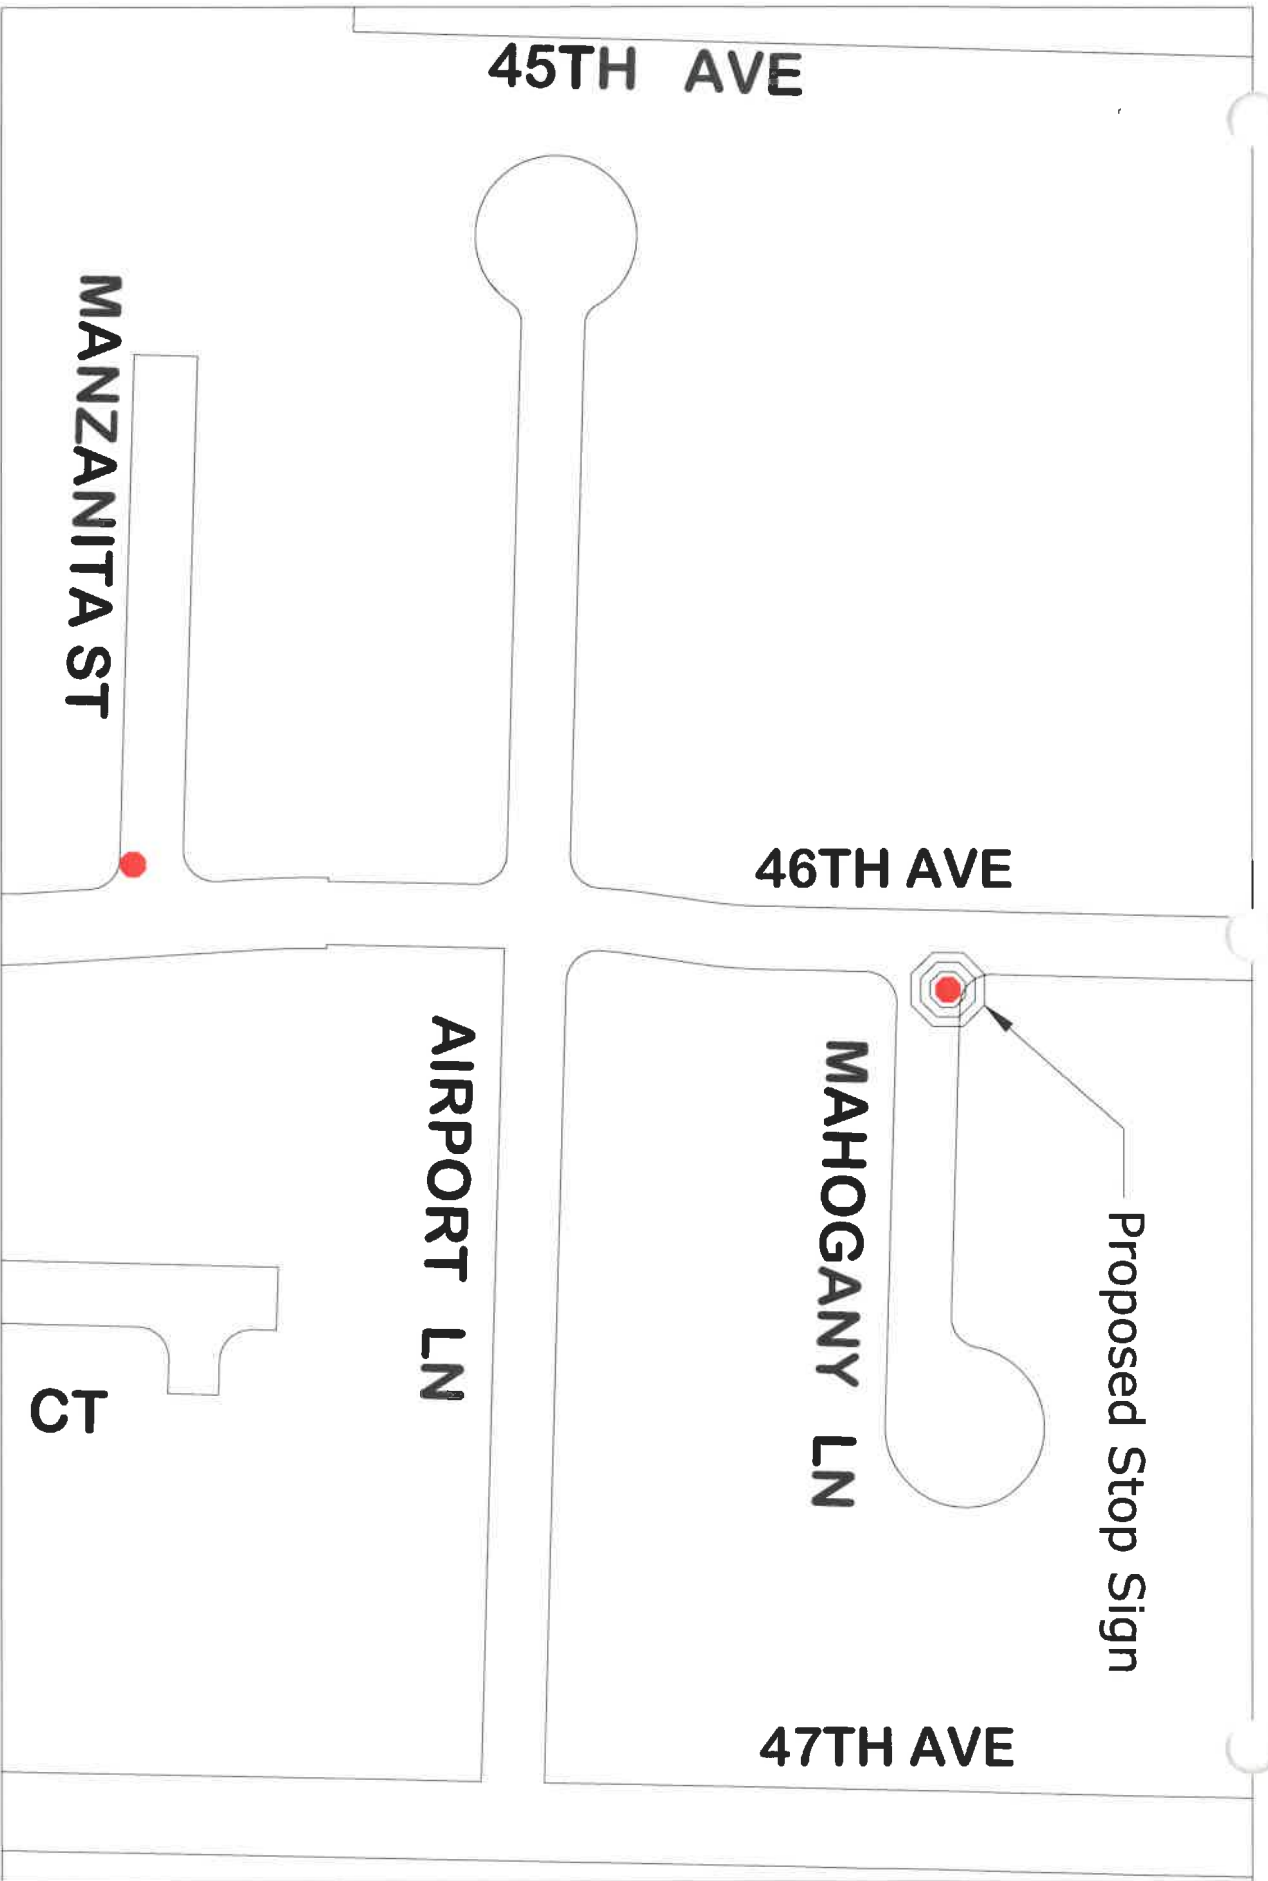 45TH AVE
MANZANITA ST
46TH AVE
AIRPORT LN
MAHOGANY LN
Proposed Stop Sign
CT
47TH AVE